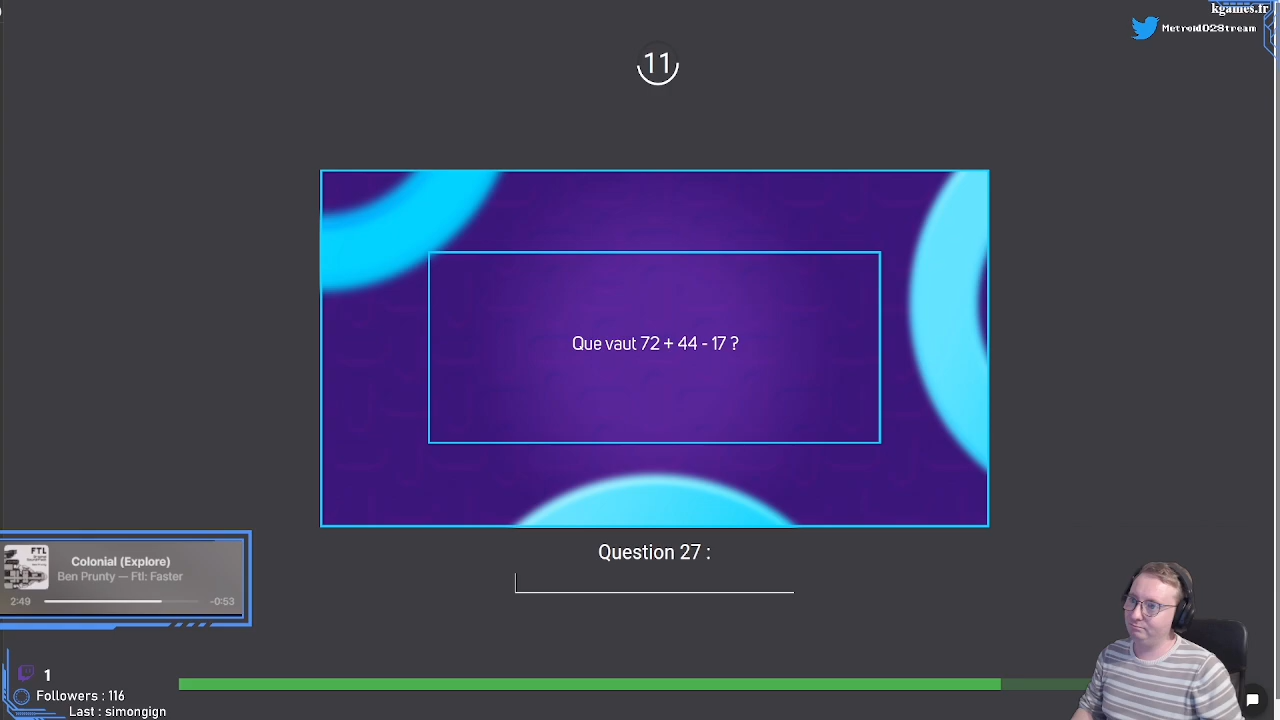 kgames.fr
Metroid028Stream
11
Que vaut 72 + 44 - 17 ?
Question 27 :
FTL
Colonial (Explore)
Ben Prunty — Ftl: Faster
2:49
-0:53
1
Followers : 116
Last : simongign